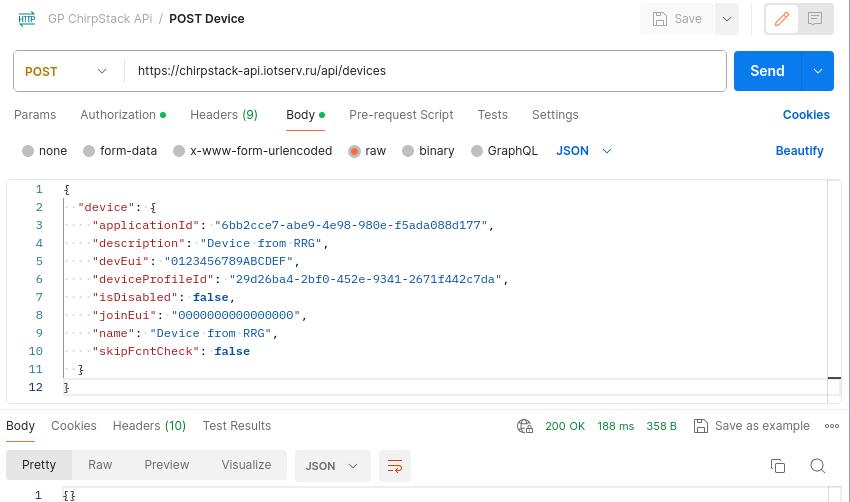 HTTP GP ChirpStack APi / POST Device Save
POST https://chirpstack-api.iotserv.ru/api/devices Send
Params Authorization Headers (9) Body Pre-request Script Tests Settings Cookies
none form-data x-www-form-urlencoded raw binary GraphQL JSON Beautify
1 {
2 "device": {
3 "applicationId": "6bb2cce7-abe9-4e98-980e-f5ada088d177",
4 "description": "Device from RRG",
5 "devEui": "0123456789ABCDEF",
6 "deviceProfileId": "29d26ba4-2bf0-452e-9341-2671f442c7da",
7 "isDisabled": false,
8 "joinEui": "0000000000000000",
9 "name": "Device from RRG",
10 "skipFcntCheck": false
11 }
12 }
Body Cookies Headers (10) Test Results 200 OK 188 ms 358 B Save as example
Pretty Raw Preview Visualize JSON
1 {}